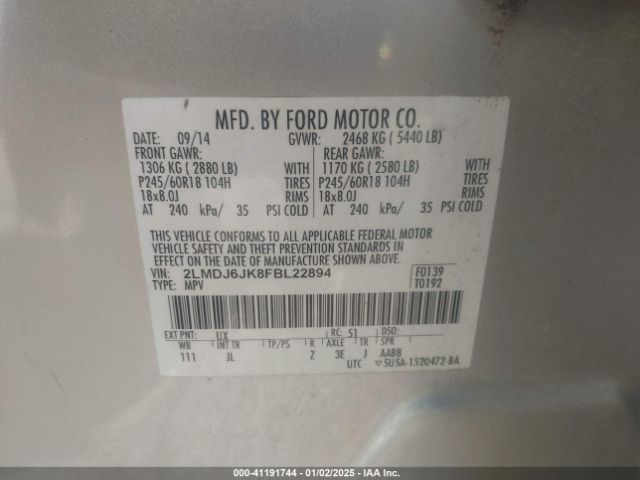 MFD. BY FORD MOTOR CO.
DATE: 09/14 GVWR: 2468 KG ( 5440 LB)
FRONT GAWR: REAR GAWR:
1306 KG ( 2880 LB) WITH 1170 KG ( 2580 LB) WITH
P245/60R18 104H TIRES P245/60R18 104H TIRES
18x8.0J RIMS 18x8.0J RIMS
AT 240 kPa/ 35 PSI COLD AT 240 kPa/ 35 PSI COLD
THIS VEHICLE CONFORMS TO ALL APPLICABLE FEDERAL MOTOR
VEHICLE SAFETY AND THEFT PREVENTION STANDARDS IN
EFFECT ON THE DATE OF MANUFACTURE SHOWN ABOVE.
VIN: 2LMDJ6JK8FBL22894 F0139
TYPE: MPV T0192
EXT PNT: UX RC: 51 DSO:
WB INT TR TP/PS R AXLE TR SPR
111 JL Z 3E J AABB
UTC ▽5USA-1520472-BA
000-41191744 - 01/02/2025 - IAA Inc.